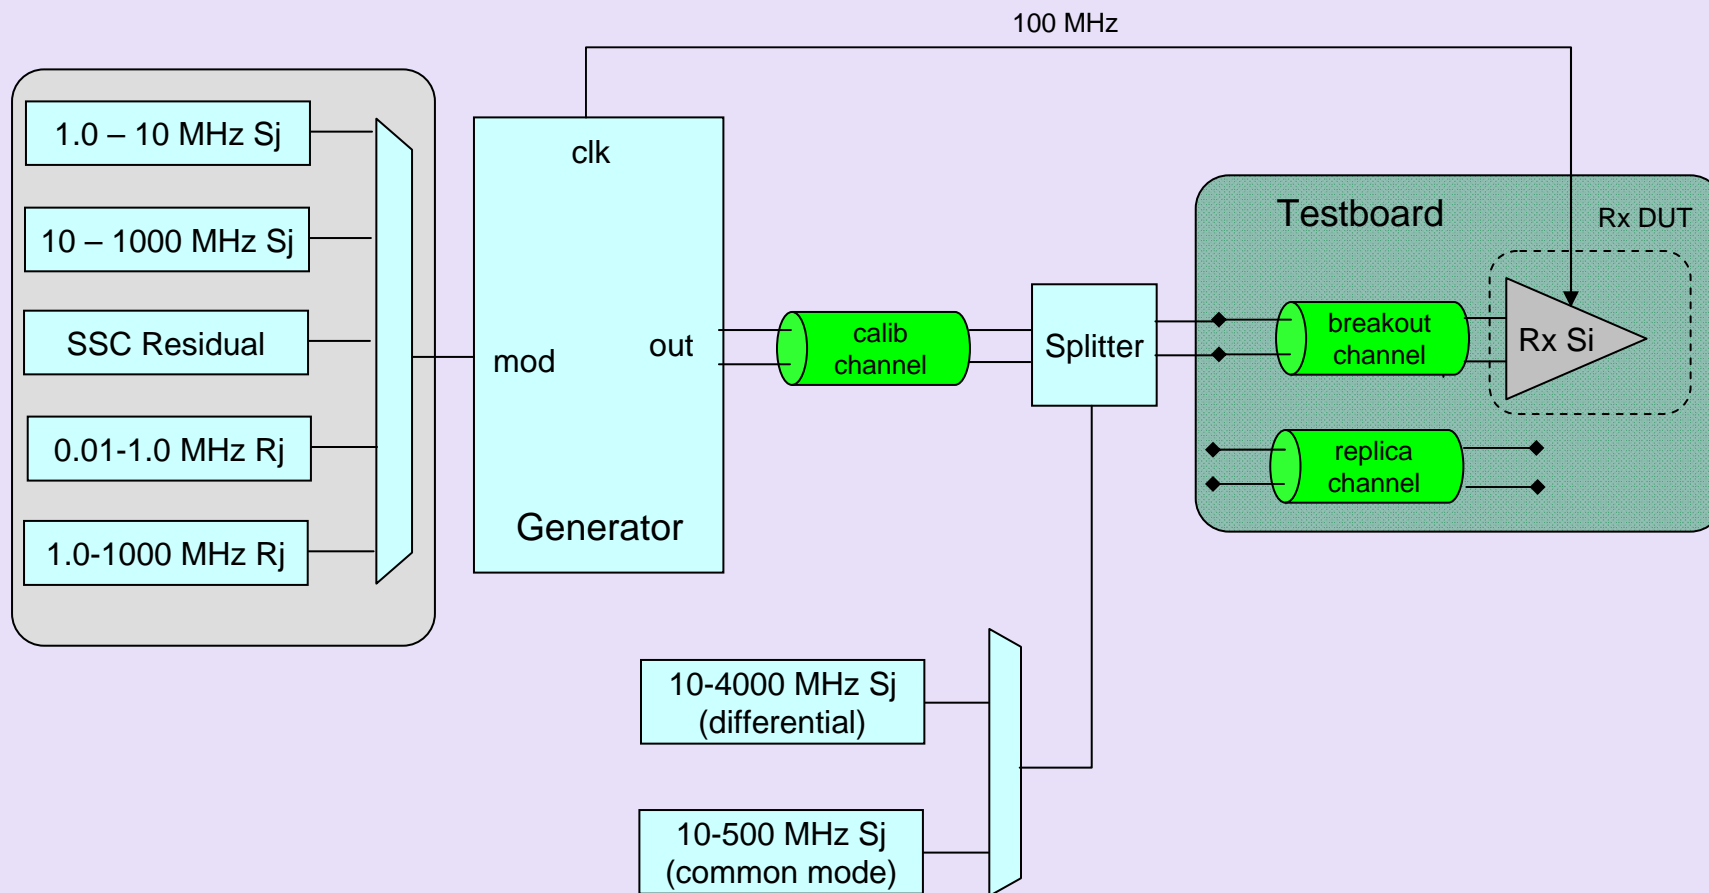 100 MHz
1.0 – 10 MHz Sj
10 – 1000 MHz Sj
SSC Residual
0.01-1.0 MHz Rj
1.0-1000 MHz Rj
clk
mod
out
Generator
calib
channel
Splitter
Testboard
Rx DUT
breakout
channel
Rx Si
replica
channel
10-4000 MHz Sj
(differential)
10-500 MHz Sj
(common mode)